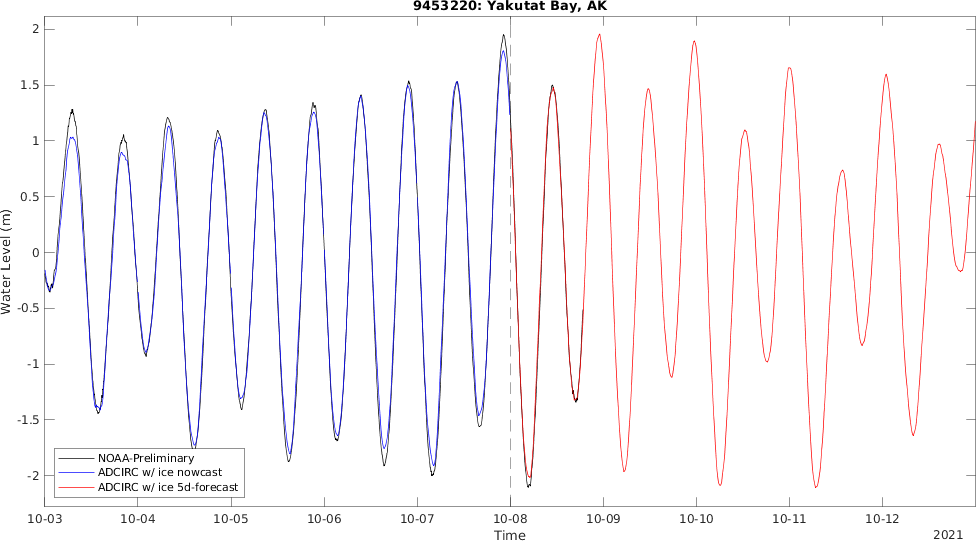 9453220: Yakutat Bay, AK
2
1.5
1
0.5
0
-0.5
-1
-1.5
-2
Water Level (m)
NOAA-Preliminary
ADCIRC w/ ice nowcast
ADCIRC w/ ice 5d-forecast
10-03 10-04 10-05 10-06 10-07 10-08 10-09 10-10 10-11 10-12
Time
2021